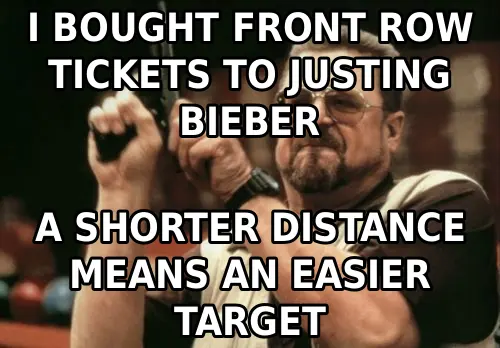 I BOUGHT FRONT ROW
TICKETS TO JUSTING
BIEBER
A SHORTER DISTANCE
MEANS AN EASIER
TARGET